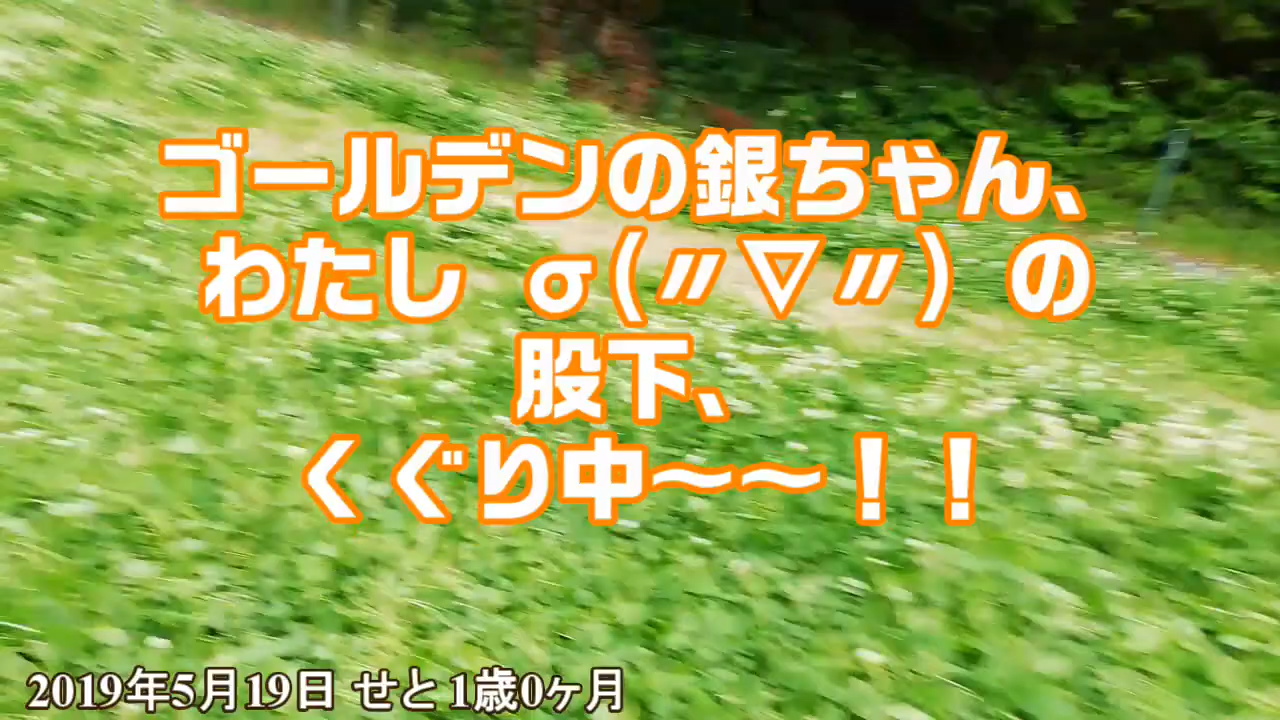 ゴールデンの銀ちゃん、
わたし σ(〃▽〃) の
股下、
くぐり中～～！！
2019年5月19日 せと 1歳0ヶ月